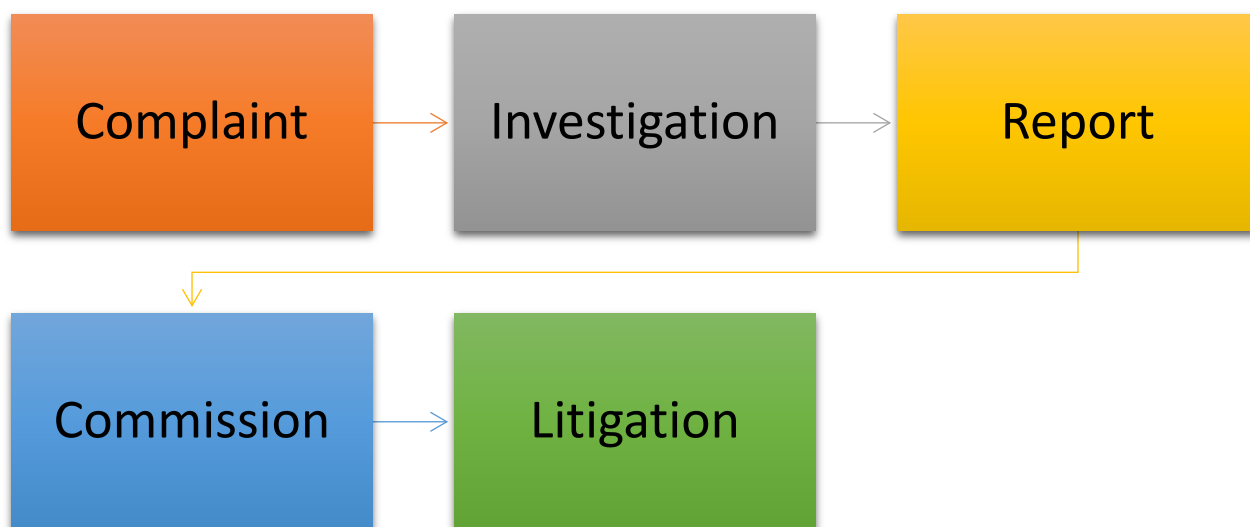 Complaint
Investigation
Report
Commission
Litigation